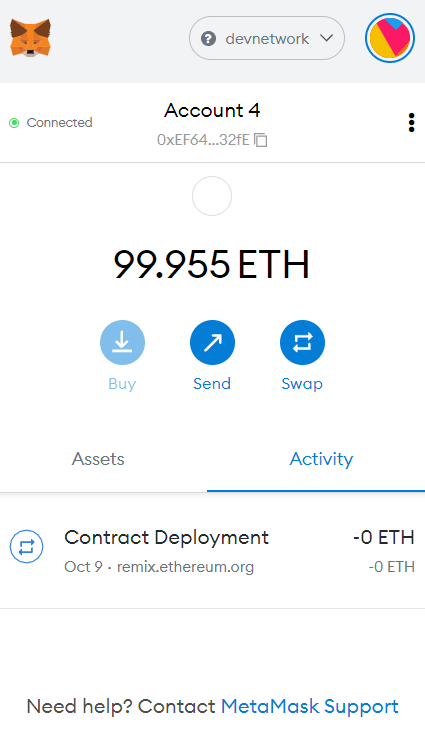 devnetwork
Connected
Account 4
0xEF64...32fE
99.955 ETH
Buy
Send
Swap
Assets
Activity
Contract Deployment
-0 ETH
Oct 9 · remix.ethereum.org
-0 ETH
Need help? Contact MetaMask Support